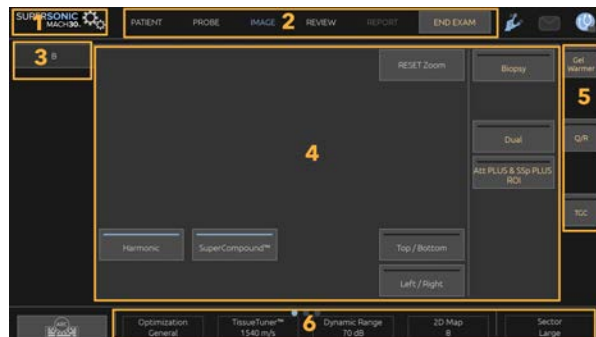 SUPERSONIC
MACH30
1
PATIENT PROBE IMAGE 2 REVIEW REPORT END EXAM
3 B
RESET Zoom
Biopsy
Gel
Warmer
5
4
Dual
Q/R
Att PLUS & SSp PLUS
ROI
TGC
Harmonic SuperCompound™ Top / Bottom
Left / Right
6
Optimization TissueTuner™ Dynamic Range 2D Map Sector
General 1540 m/s 70 dB 8 Large